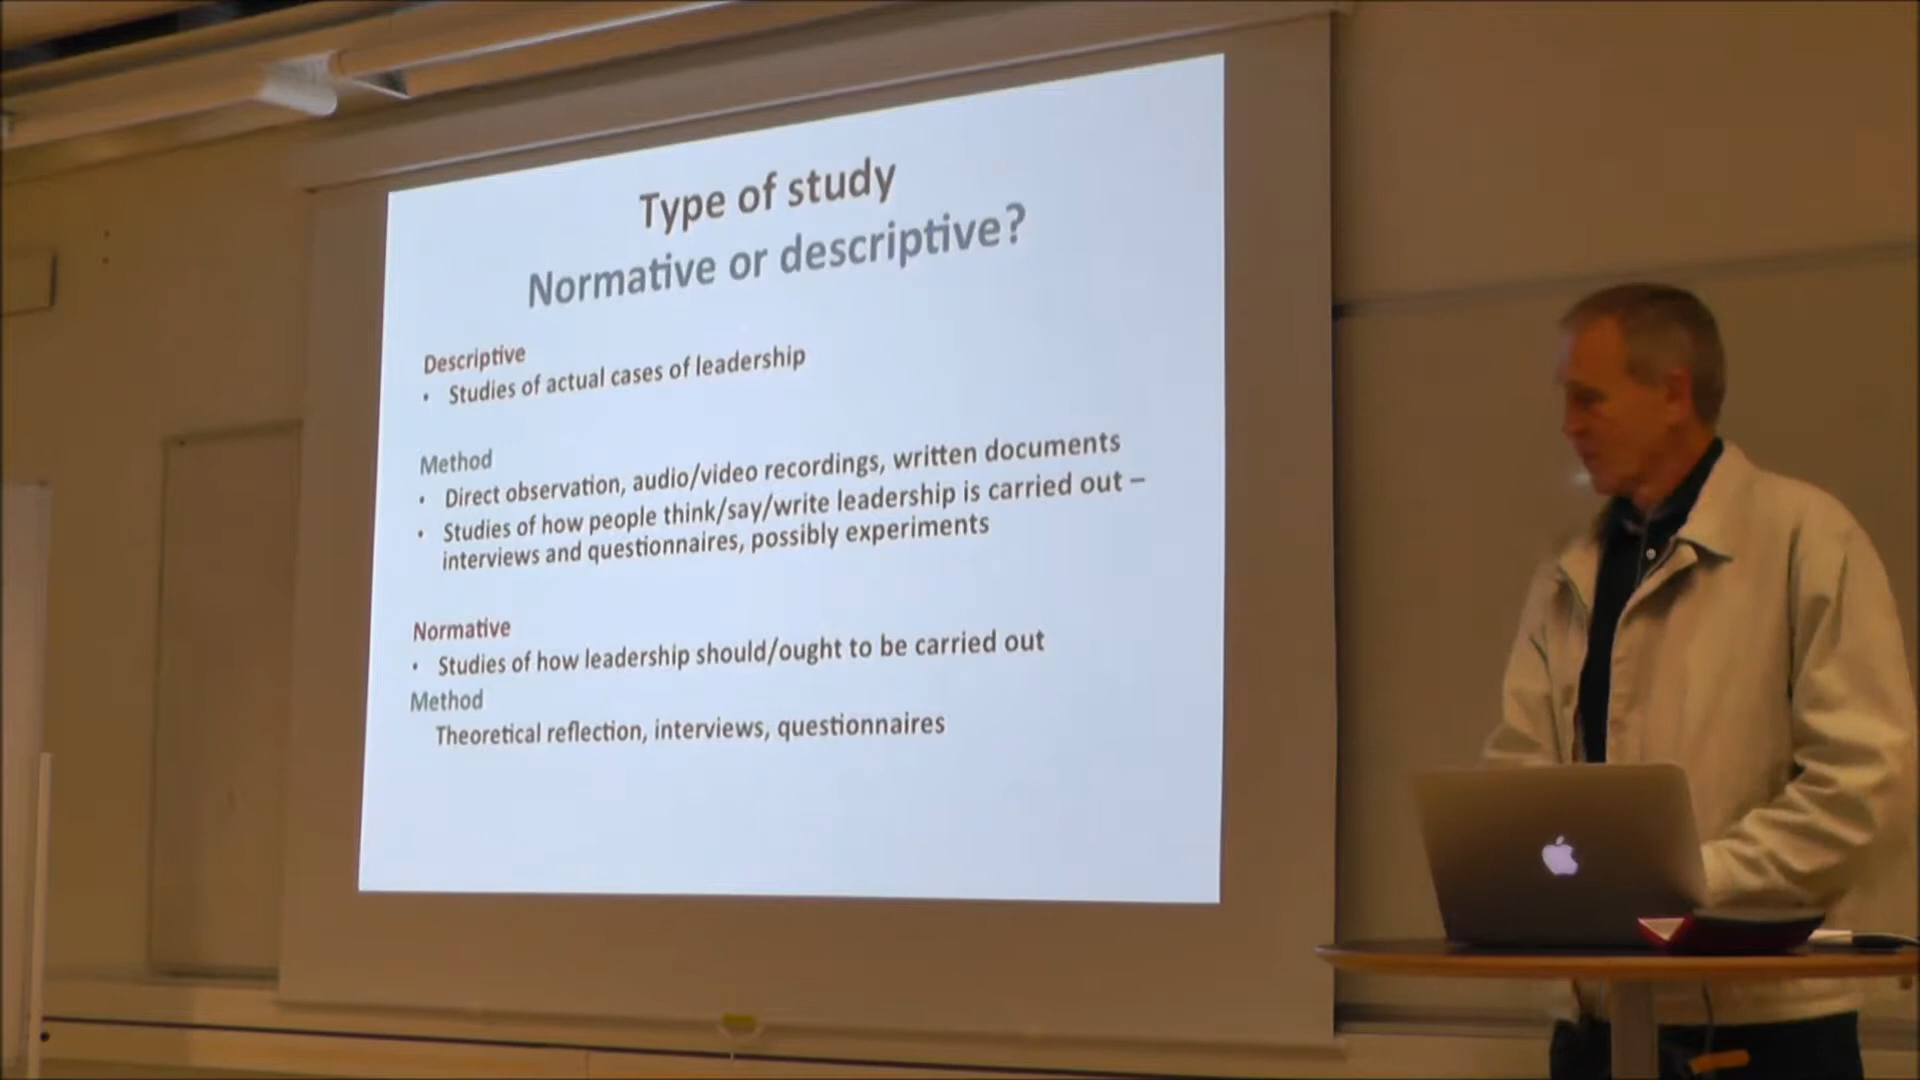 Type of study
Normative or descriptive?
Descriptive
• Studies of actual cases of leadership
Method
• Direct observation, audio/video recordings, written documents
• Studies of how people think/say/write leadership is carried out –
interviews and questionnaires, possibly experiments
Normative
• Studies of how leadership should/ought to be carried out
Method
Theoretical reflection, interviews, questionnaires